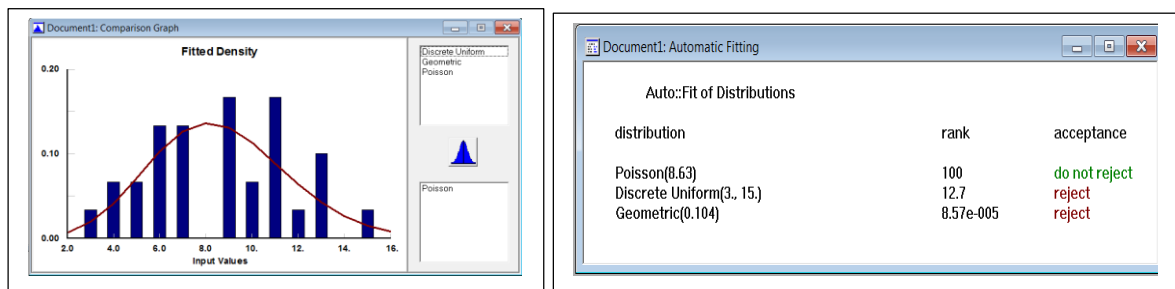 Document1: Comparison Graph
Fitted Density
0.20
0.10
0.00
2.0 4.0 6.0 8.0 10. 12. 14. 16.
Input Values
Discrete Uniform
Geometric
Poisson
Poisson
Document1: Automatic Fitting
Auto::Fit of Distributions
distribution rank acceptance
Poisson(8.63) 100 do not reject
Discrete Uniform(3., 15.) 12.7 reject
Geometric(0.104) 8.57e-005 reject